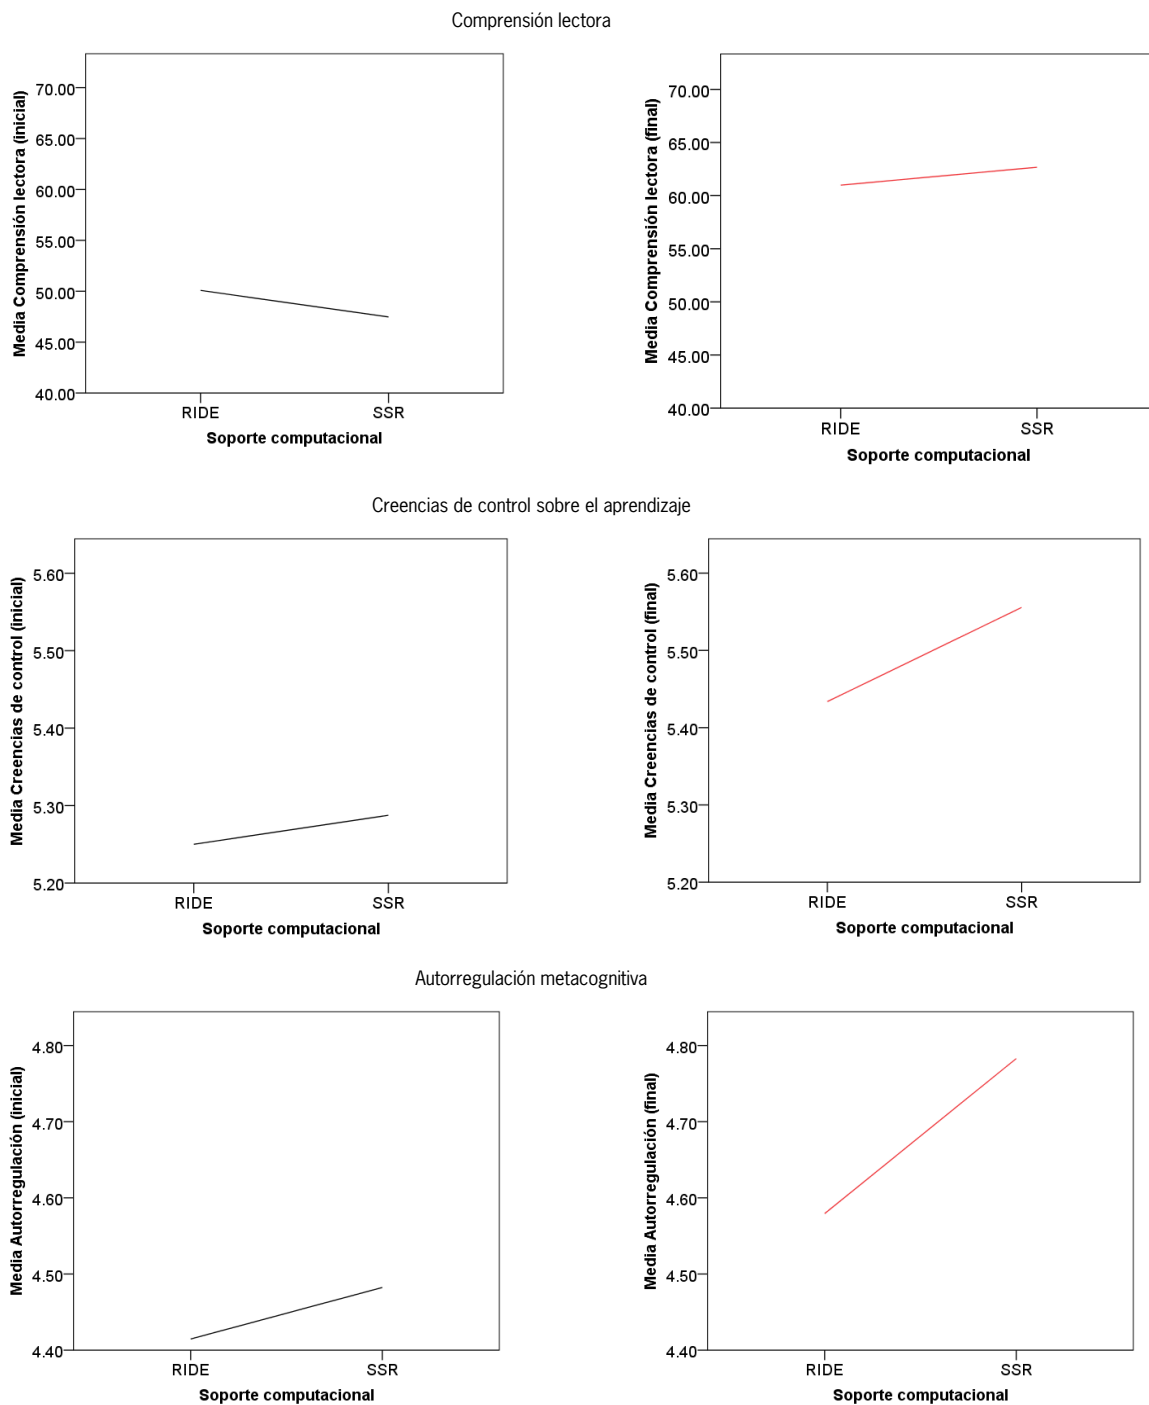 Comprensión lectora
Media Comprensión lectora (inicial)
70.00
65.00
60.00
55.00
50.00
45.00
40.00
RIDE
SSR
Soporte computacional
Media Comprensión lectora (final)
70.00
65.00
60.00
55.00
50.00
45.00
40.00
RIDE
SSR
Soporte computacional
Creencias de control sobre el aprendizaje
Media Creencias de control (inicial)
5.60
5.50
5.40
5.30
5.20
RIDE
SSR
Soporte computacional
Media Creencias de control (final)
5.60
5.50
5.40
5.30
5.20
RIDE
SSR
Soporte computacional
Autorregulación metacognitiva
Media Autorregulación (inicial)
4.80
4.70
4.60
4.50
4.40
RIDE
SSR
Soporte computacional
Media Autorregulación (final)
4.80
4.70
4.60
4.50
4.40
RIDE
SSR
Soporte computacional